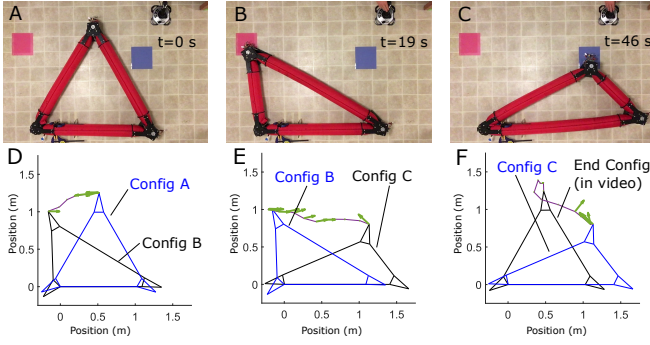 A
t=0 s
B
t=19 s
C
t=46 s
D
Config A
Config B
Position (m)
1.5
1
0.5
0
0
0.5
1
1.5
Position (m)
E
Config B
Config C
Position (m)
1.5
1
0.5
0
0
0.5
1
1.5
Position (m)
F
Config C
End Config
(in video)
Position (m)
1.5
1
0.5
0
0
0.5
1
1.5
Position (m)